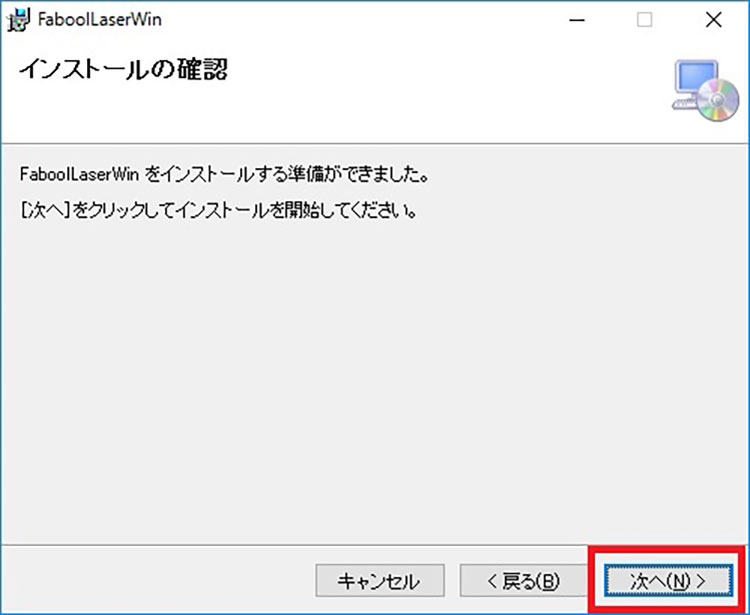 FaboolLaserWin
インストールの確認
FaboolLaserWin をインストールする準備ができました。
[次へ]をクリックしてインストールを開始してください。
キャンセル
< 戻る(B)
次へ(N) >